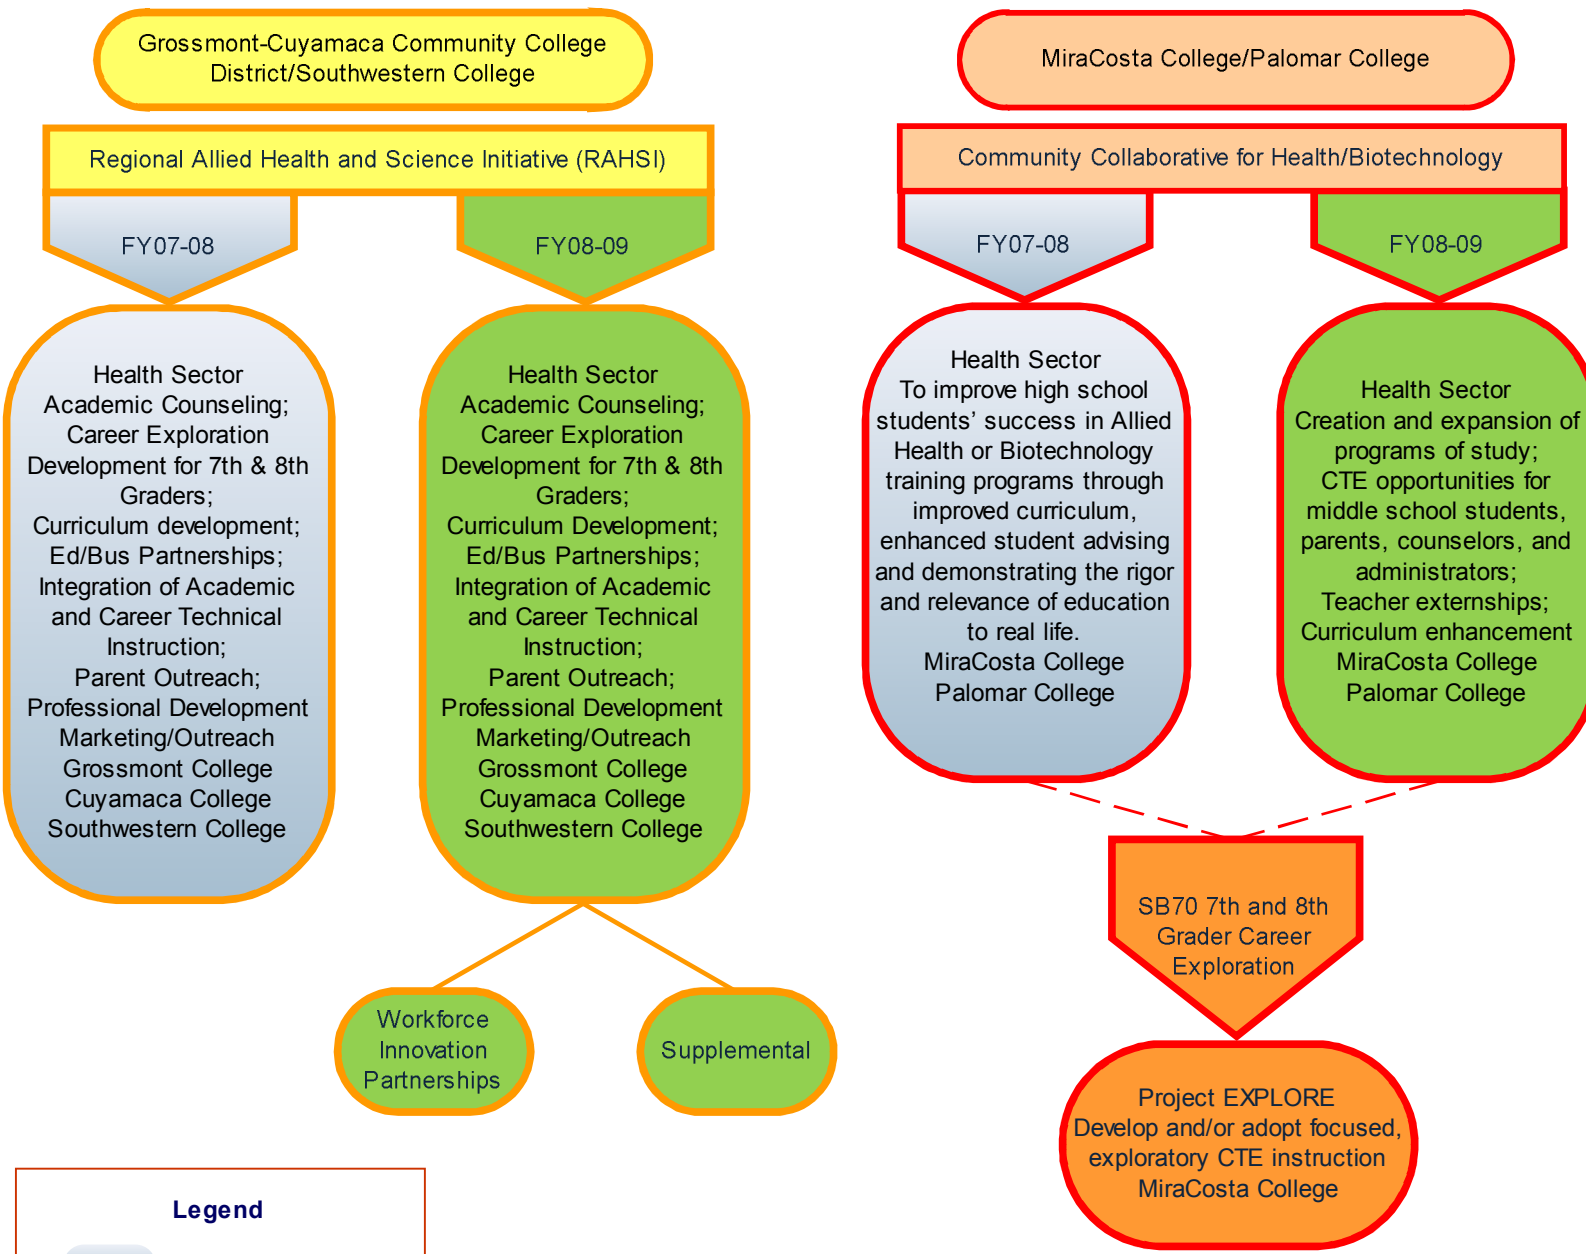 Grossmont-Cuyamaca Community College
District/Southwestern College
Regional Allied Health and Science Initiative (RAHSI)
FY07-08
FY08-09
Health Sector
Academic Counseling;
Career Exploration
Development for 7th & 8th
Graders;
Curriculum development;
Ed/Bus Partnerships;
Integration of Academic
and Career Technical
Instruction;
Parent Outreach;
Professional Development
Marketing/Outreach
Grossmont College
Cuyamaca College
Southwestern College
Health Sector
Academic Counseling;
Career Exploration
Development for 7th & 8th
Graders;
Curriculum Development;
Ed/Bus Partnerships;
Integration of Academic
and Career Technical
Instruction;
Parent Outreach;
Professional Development
Marketing/Outreach
Grossmont College
Cuyamaca College
Southwestern College
Workforce
Innovation
Partnerships
Supplemental
MiraCosta College/Palomar College
Community Collaborative for Health/Biotechnology
FY07-08
FY08-09
Health Sector
To improve high school
students’ success in Allied
Health or Biotechnology
training programs through
improved curriculum,
enhanced student advising
and demonstrating the rigor
and relevance of education
to real life.
MiraCosta College
Palomar College
Health Sector
Creation and expansion of
programs of study;
CTE opportunities for
middle school students,
parents, counselors, and
administrators;
Teacher externships;
Curriculum enhancement
MiraCosta College
Palomar College
SB70 7th and 8th
Grader Career
Exploration
Project EXPLORE
Develop and/or adopt focused,
exploratory CTE instruction
MiraCosta College
Legend